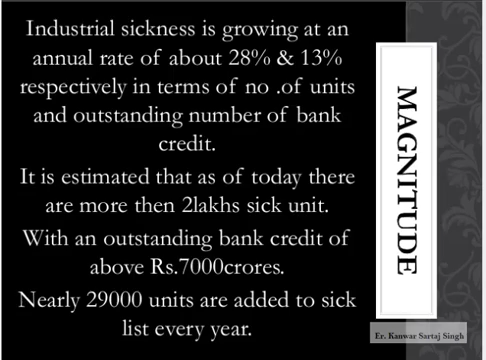 Industrial sickness is growing at an
annual rate of about 28% & 13%
respectively in terms of no .of units
and outstanding number of bank
credit.
It is estimated that as of today there
are more then 2lakhs sick unit.
With an outstanding bank credit of
above Rs.7000crores.
Nearly 29000 units are added to sick
list every year.
MAGNITUDE
Er. Kanwar Sartaj Singh